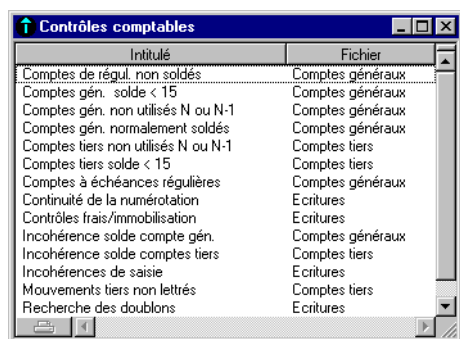 Contrôles comptables
Intitulé Fichier
Comptes de régul. non soldés Comptes généraux
Comptes gén. solde < 15 Comptes généraux
Comptes gén. non utilisés N ou N-1 Comptes généraux
Comptes gén. normalement soldés Comptes généraux
Comptes tiers non utilisés N ou N-1 Comptes tiers
Comptes tiers solde < 15 Comptes tiers
Comptes à échéances régulières Comptes généraux
Continuité de la numérotation Ecritures
Contrôles frais/immobilisation Ecritures
Incohérence solde compte gén. Comptes généraux
Incohérence solde comptes tiers Comptes tiers
Incohérences de saisie Ecritures
Mouvements tiers non lettrés Comptes tiers
Recherche des doublons Ecritures